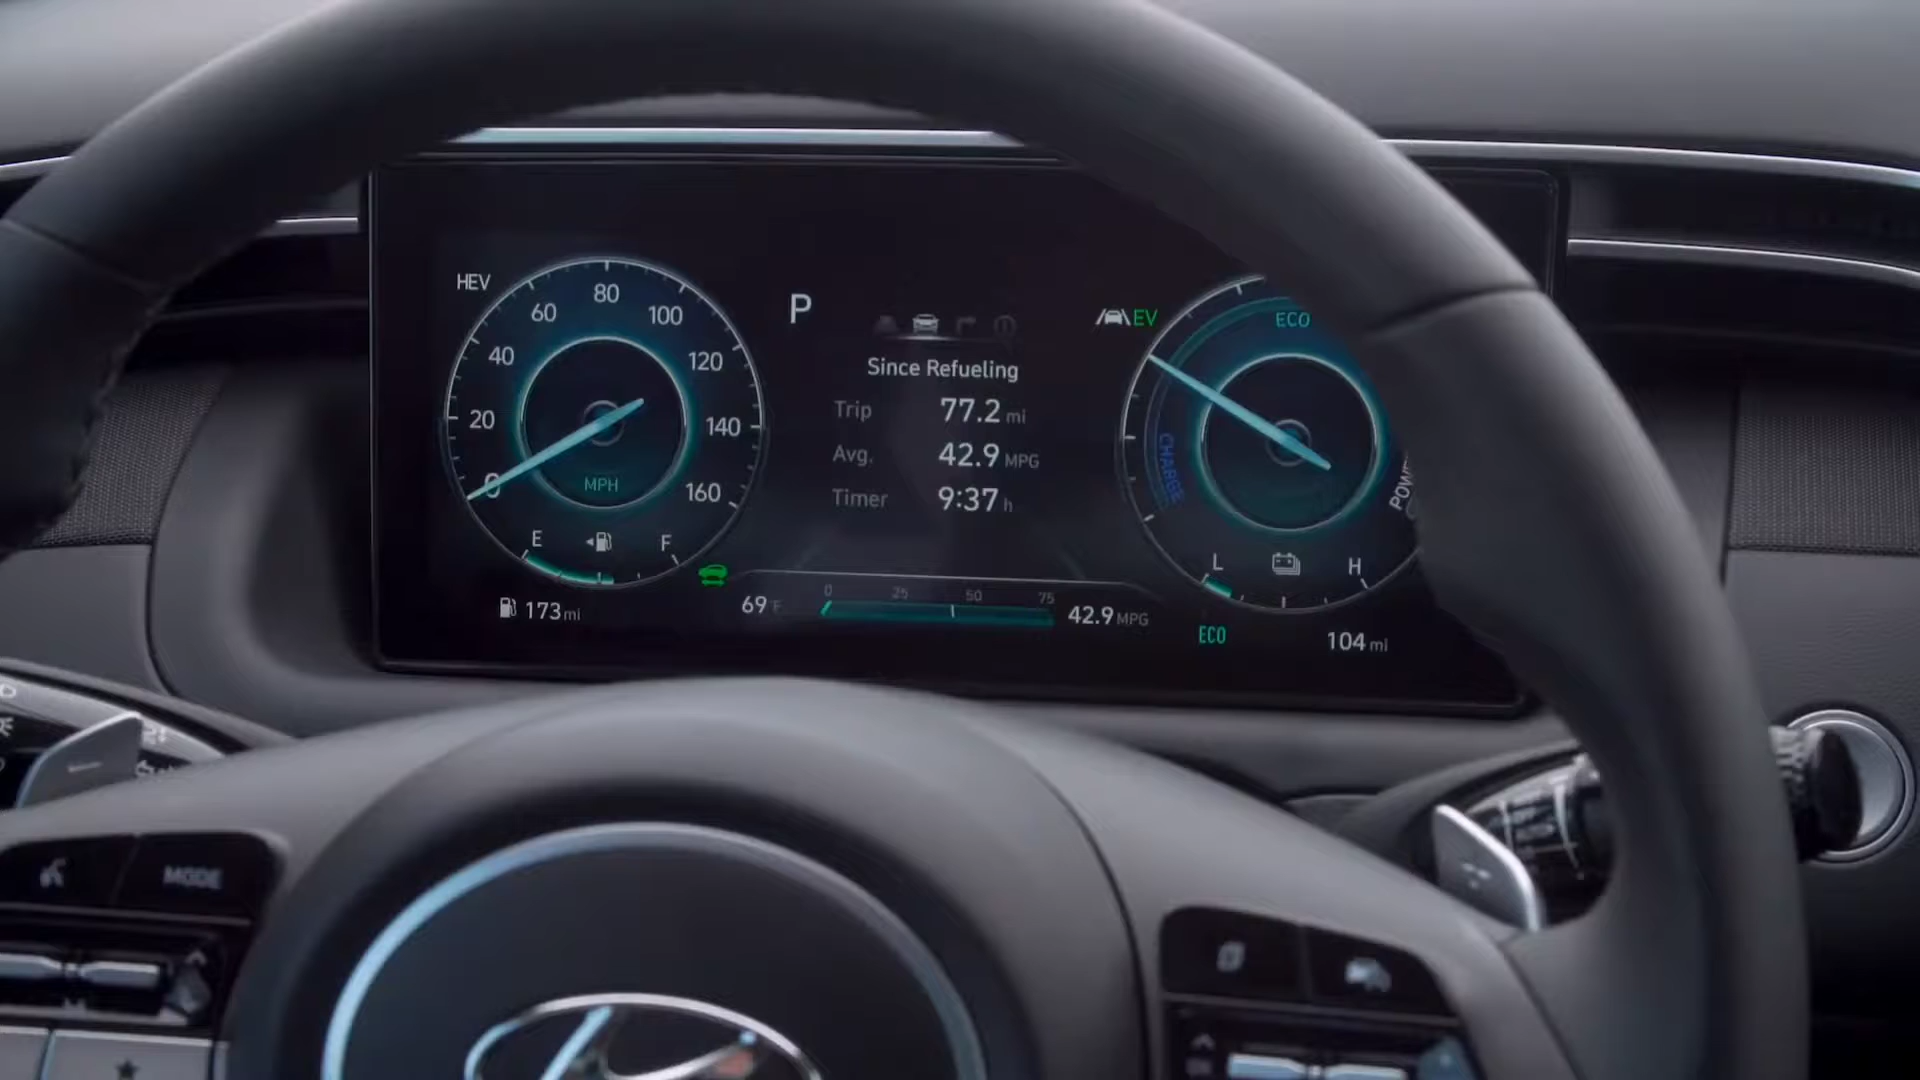 HEV
0
20
40
60
80
100
120
140
160
MPH
E
F
173 mi
P
Since Refueling
Trip 77.2 mi
Avg. 42.9 MPG
Timer 9:37 h
69°F
0 25 50 75
42.9 MPG
EV
ECO
CHARGE
L
H
ECO
104 mi
MODE